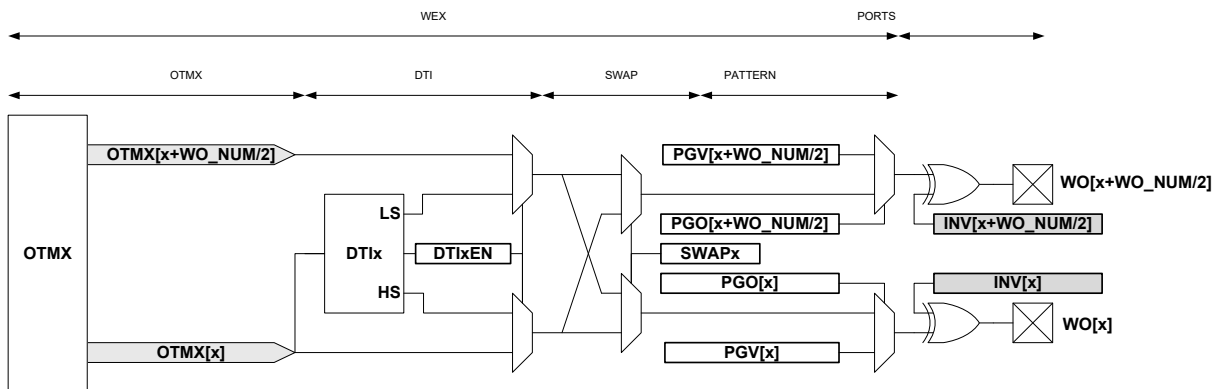 WEX
PORTS
OTMX
DTI
SWAP
PATTERN
OTMX[x+WO_NUM/2]
PGV[x+WO_NUM/2]
WO[x+WO_NUM/2]
LS
PGO[x+WO_NUM/2]
INV[x+WO_NUM/2]
OTMX
DTIx
DTIxEN
SWAPx
HS
PGO[x]
INV[x]
WO[x]
OTMX[x]
PGV[x]